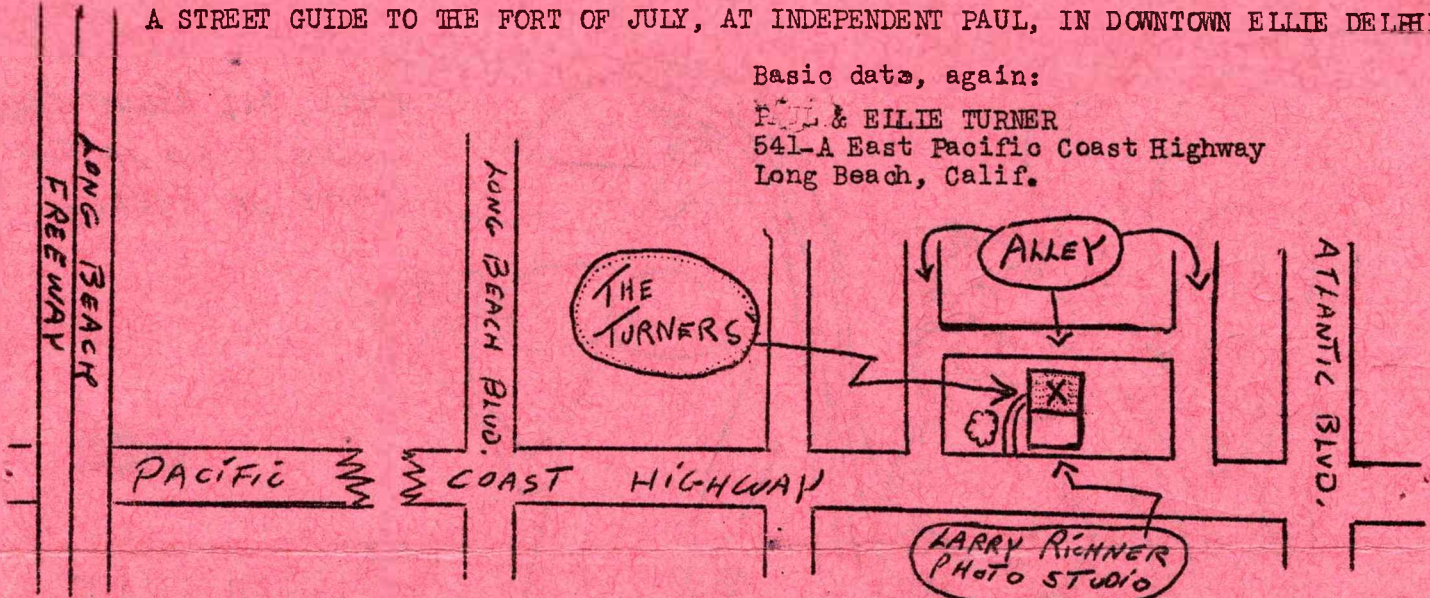 A STREET GUIDE TO THE FORT OF JULY, AT INDEPENDENT PAUL, IN DOWNTOWN ELLIE DELPHI
Basic data, again:
PAUL & ELLIE TURNER
541-A East Pacific Coast Highway
Long Beach, Calif.
LONG BEACH
FREEWAY
LONG BEACH BLVD.
THE
TURNERS'
ALLEY
ATLANTIC BLVD.
PACIFIC
COAST HIGHWAY
LARRY RICHNER
PHOTO STUDIO
X